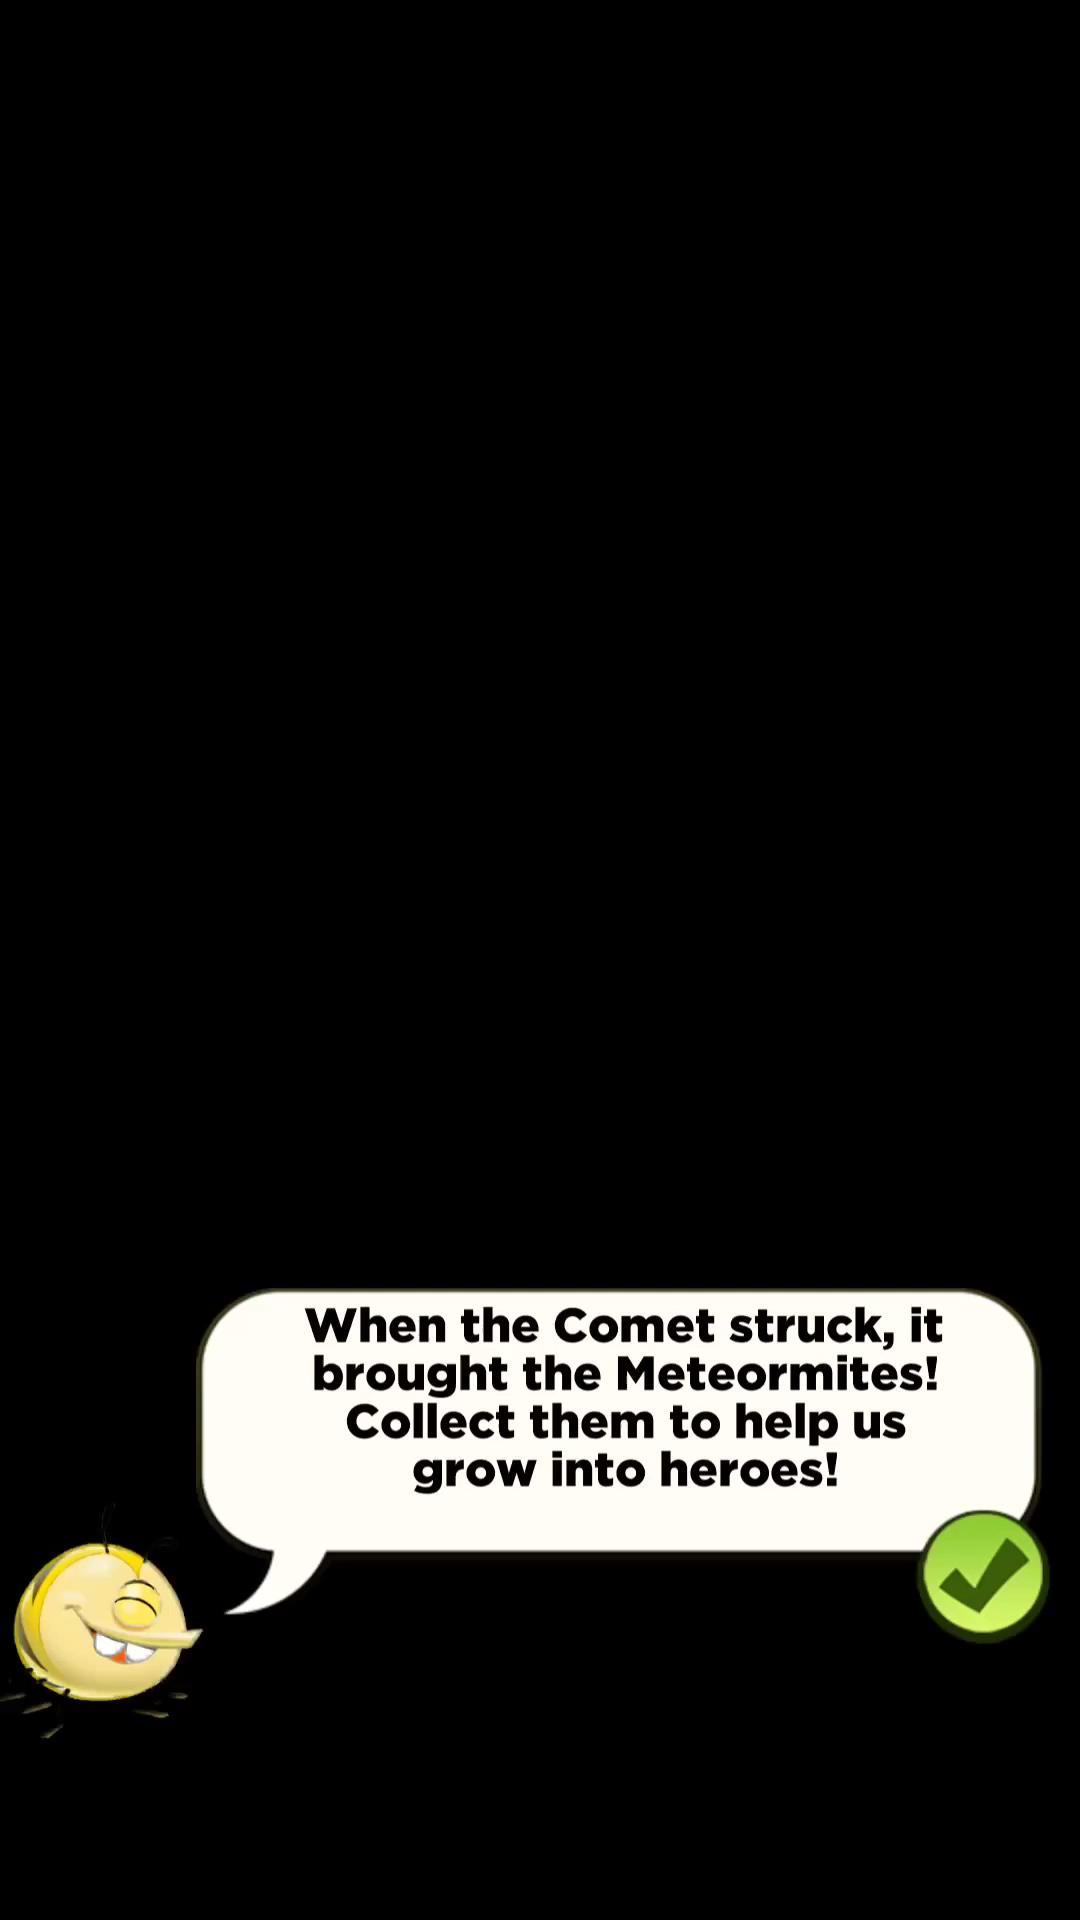 When the Comet struck, it
brought the Meteormites!
Collect them to help us
grow into heroes!